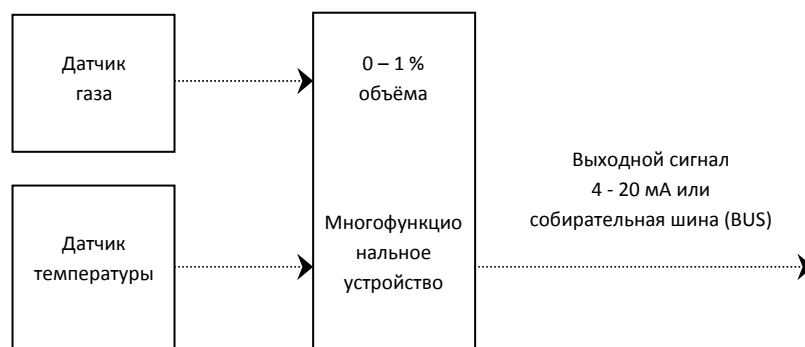 Датчик
газа
0 – 1 %
объёма
Выходной сигнал
4 - 20 мА или
собирательная шина (BUS)
Датчик
температуры
Многофункцио
нальное
устройство